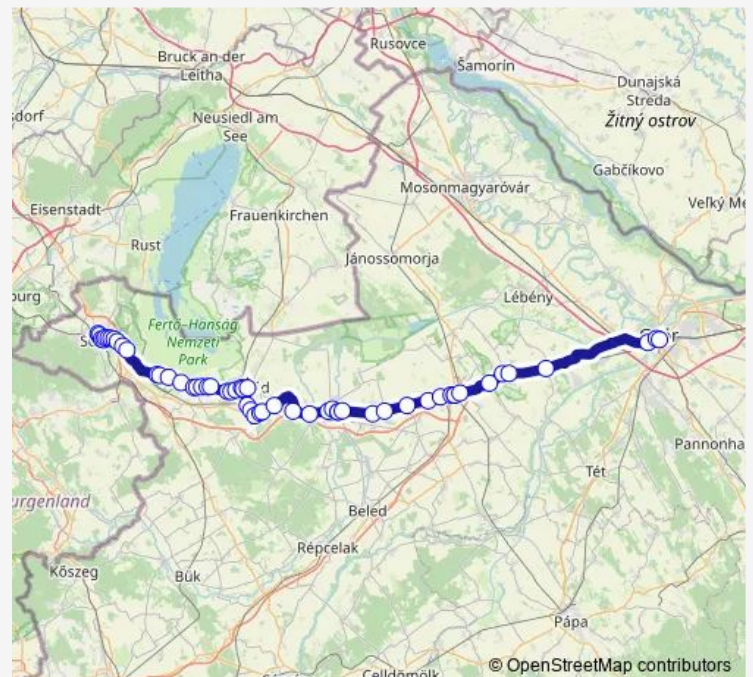 Rusovce
Bruck an der
Leitha
Šamorín
Dunajská
Streda
Žitný ostrov
Neusiedl am
See
Gabčíkovo
Mosonmagyaróvár
Eisenstadt
Frauenkirchen
Rust
Jánossomorja
Lébény
Fertő–Hanság
Nemzeti
Park
Pannonha
Tét
Beled
Répcelak
Kőszeg
Bük
Pápa
Celldömölk
© OpenStreetMap contributors